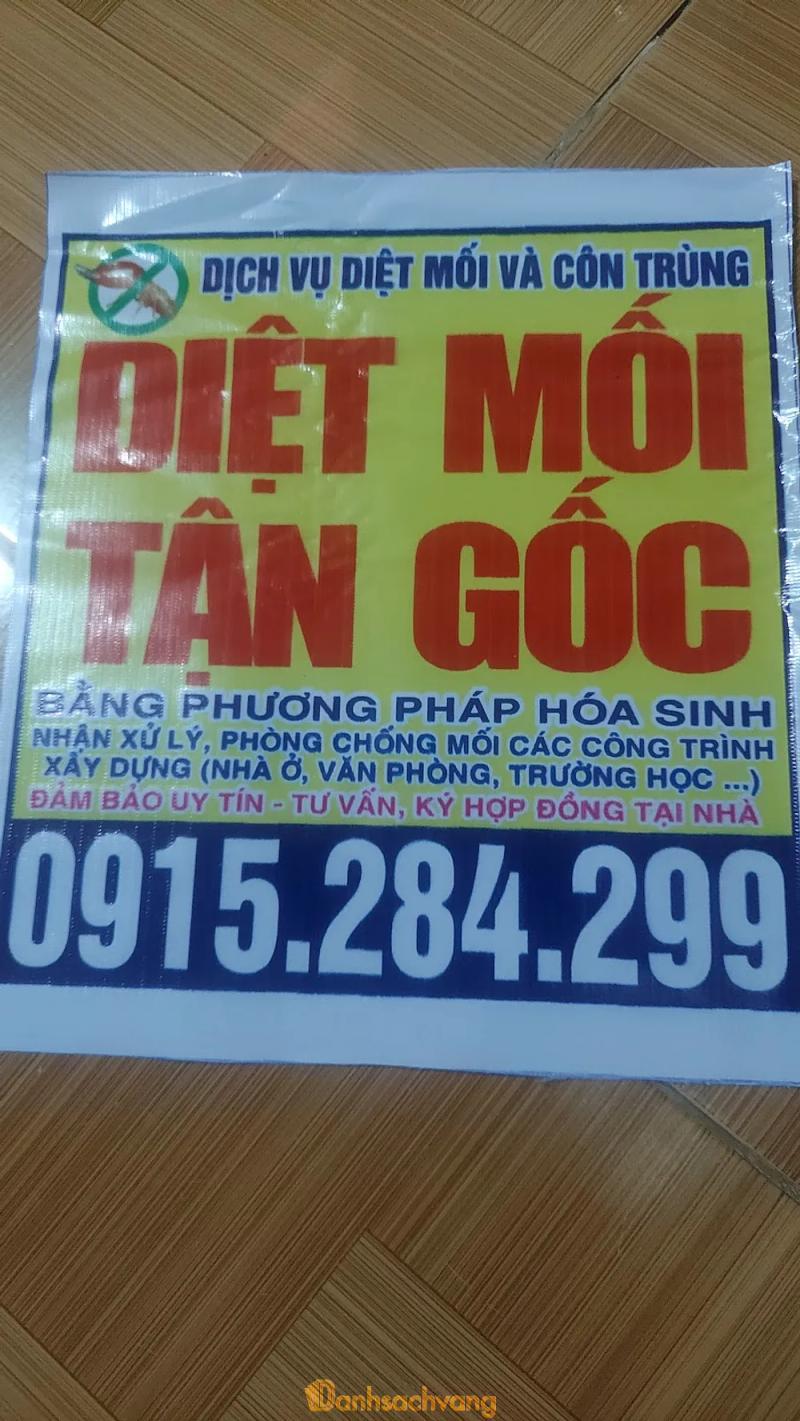 DỊCH VỤ DIỆT MỐI VÀ CÔN TRÙNG
DIỆT MỐI
TẬN GỐC
BẰNG PHƯƠNG PHÁP HÓA SINH
NHẬN XỬ LÝ, PHÒNG CHỐNG MỐI CÁC CÔNG TRÌNH
XÂY DỰNG (NHÀ Ở, VĂN PHÒNG, TRƯỜNG HỌC ...)
ĐẢM BẢO UY TÍN - TƯ VẤN, KÝ HỢP ĐỒNG TẠI NHÀ
0915.284.299
Danhsachvang